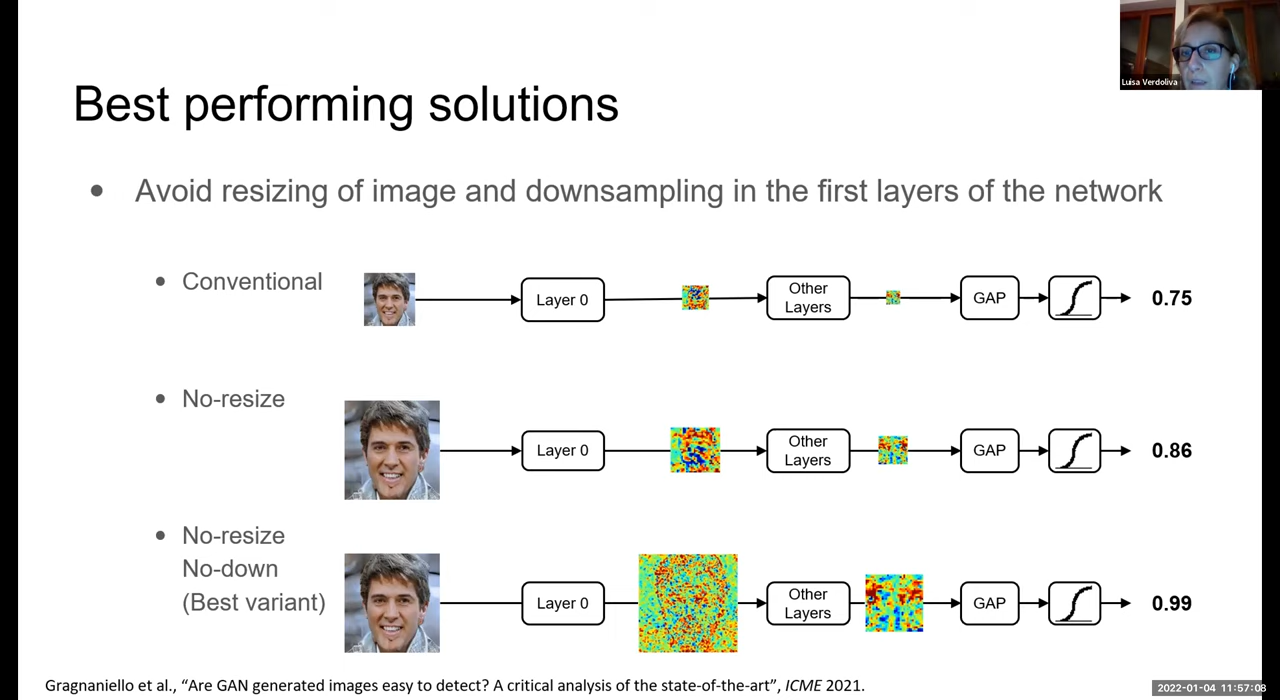 Luisa Verdoliva
Best performing solutions
• Avoid resizing of image and downsampling in the first layers of the network
• Conventional
Layer 0
Other
Layers
GAP
0.75
• No-resize
Layer 0
Other
Layers
GAP
0.86
• No-resize
No-down
(Best variant)
Layer 0
Other
Layers
GAP
0.99
Gragnaniello et al., “Are GAN generated images easy to detect? A critical analysis of the state-of-the-art”, ICME 2021.
2022-01-04 11:57:08